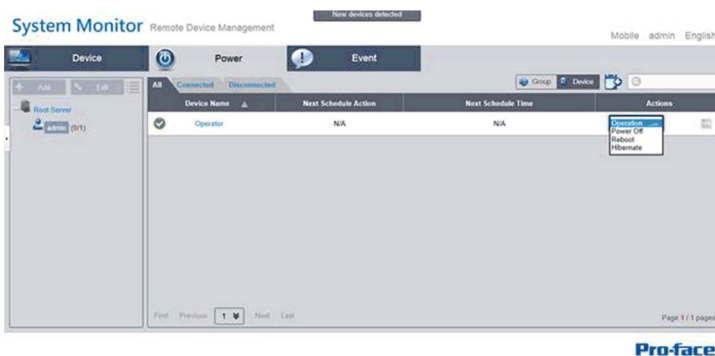 New devices detected
System Monitor Remote Device Management
Mobile admin English
Device Power Event
Add Edit
All Connected Disconnected
Group Device
Root Server
admin (0/1)
Device Name Next Schedule Action Next Schedule Time Actions
Operator N/A N/A Operation
Power Off
Reboot
Hibernate
First Previous 1 Next Last
Page 1 / 1 pages
Pro-face